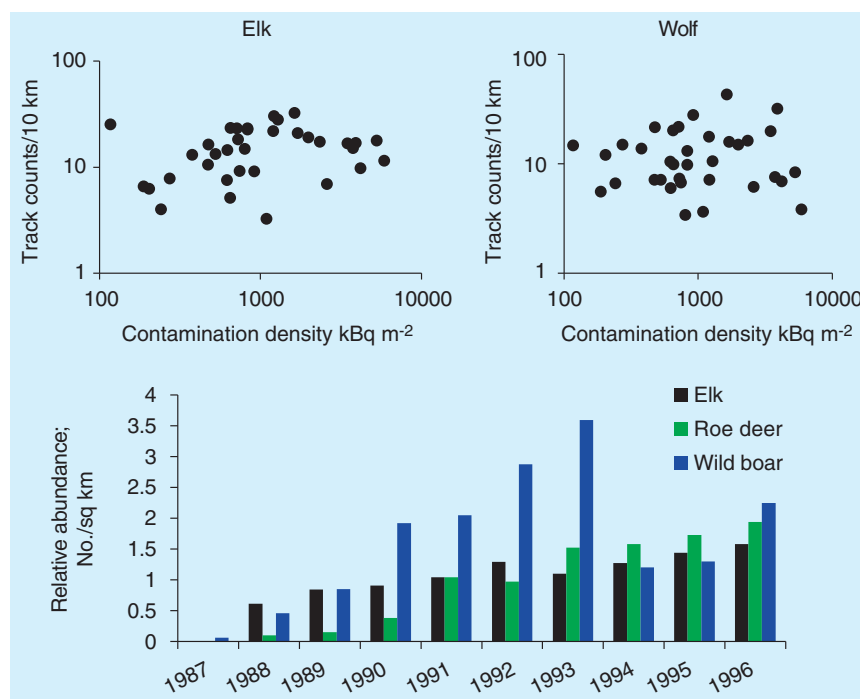 Elk
Wolf
Track counts/10 km
100
10
1
100
1000
10000
Contamination density kBq m-2
Track counts/10 km
100
10
1
100
1000
10000
Contamination density kBq m-2
Relative abundance;
No./sq km
4
3.5
3
2.5
2
1.5
1
0.5
0
Elk
Roe deer
Wild boar
1987
1988
1989
1990
1991
1992
1993
1994
1995
1996